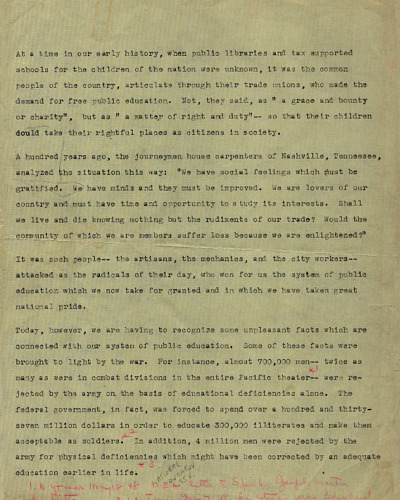 At a time in our early history, when public libraries and tax supported
schools for the children of the nation were unknown, it was the common
people of the country, articulate through their trade unions, who made the
demand for free public education. Not, they said, as " a grace and bounty
or charity", but as " a matter of right and duty"-- so that their children
could take their rightful places as citizens in society.
A hundred years ago, the journeymen house carpenters of Nashville, Tennessee,
analyzed the situation this way: "We have social feelings which must be
gratified. We have minds and they must be improved. We are lovers of our
country and must have time and opportunity to study its interests. Shall
we live and die knowing nothing but the rudiments of our trade? Would the
community of which we are members suffer loss because we are enlightened?"
It was such people-- the artisans, the mechanics, and the city workers--
attacked as the radicals of their day, who won for us the system of public
education which we now take for granted and in which we have taken great
national pride.
Today, however, we are having to recognize some unpleasant facts which are
connected with our system of public education. Some of these facts were
brought to light by the war. For instance, almost 700,000 men-- twice as
many as were in combat divisions in the entire Pacific theater-- were re-
jected by the army on the basis of educational deficiencies alone. The
federal government, in fact, was forced to spend over a hundred and thirty-
seven million dollars in order to educate 300,000 illiterates and make them
acceptable as soldiers. In addition, 4 million men were rejected by the
army for physical deficiencies which might have been corrected by an adequate
education earlier in life.